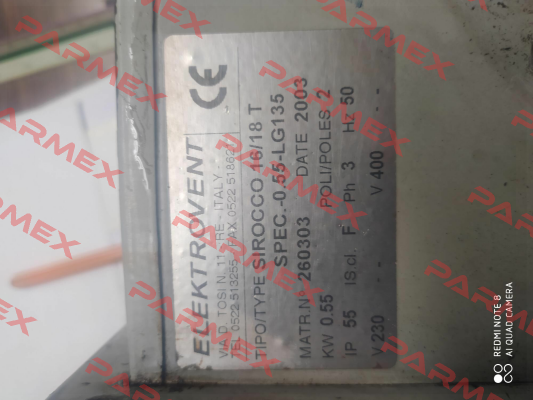 ELEKTROVENT CE
VIA D. TOSI N. 11 - RE - ITALY
TEL 0522.513255 FAX 0522.518621
TIPO/TYPE SIROCCO 16/18 T
SPEC.-0,55-LG135
MATR.N° 260303 DATE 2003
KW 0.55 POLI/POLES 2
IP 55 IS cl. F Ph 3 Hz 50
V 230 - - V 400 - -
REDMI NOTE 8
AI QUAD CAMERA
PARMEX